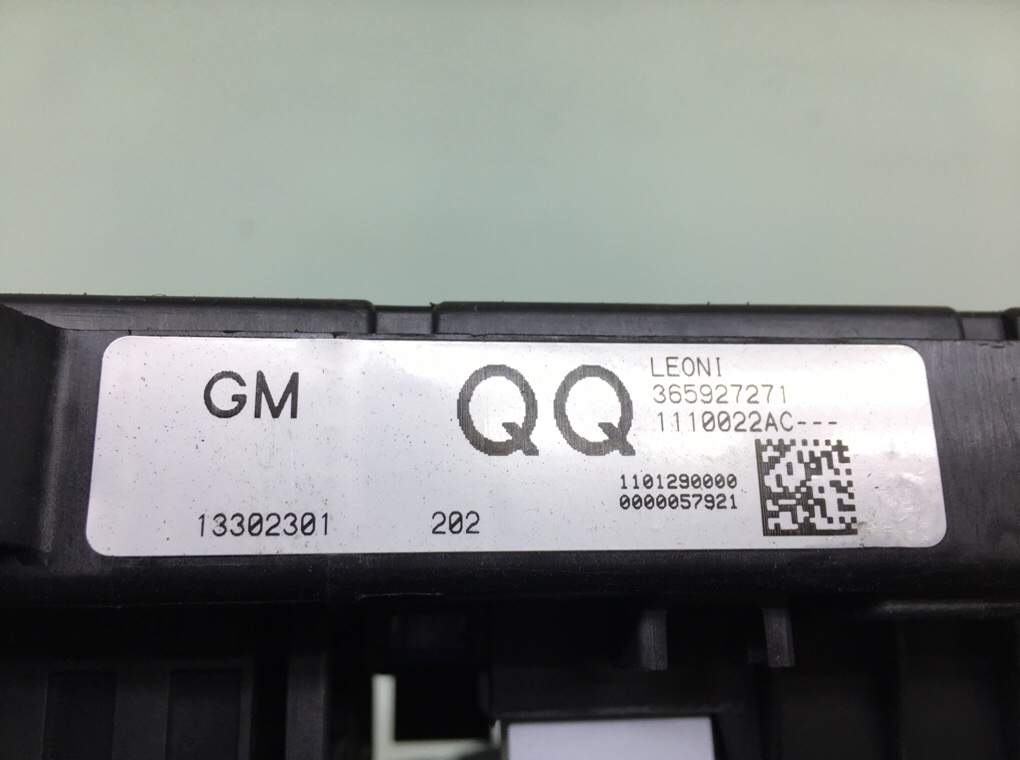 GM
QQ
LEONI
365927271
1110022AC---
1101290000
0000057921
13302301
202